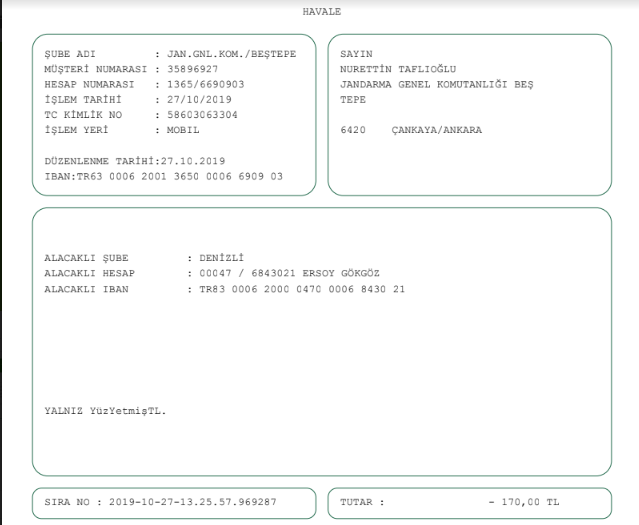 HAVALE
ŞUBE ADI : JAN.GNL.KOM./BEŞTEPE
MÜŞTERİ NUMARASI : 35896927
HESAP NUMARASI : 1365/6690903
İŞLEM TARİHİ : 27/10/2019
TC KİMLİK NO : 58603063304
İŞLEM YERİ : MOBIL
DÜZENLENME TARİHİ:27.10.2019
IBAN:TR63 0006 2001 3650 0006 6909 03
SAYIN
NURETTİN TAFLIOĞLU
JANDARMA GENEL KOMUTANLIĞI BEŞ
TEPE
6420 ÇANKAYA/ANKARA
ALACAKLI ŞUBE : DENİZLİ
ALACAKLI HESAP : 00047 / 6843021 ERSOY GÖKGÖZ
ALACAKLI IBAN : TR83 0006 2000 0470 0006 8430 21
YALNIZ YüzYetmişTL.
SIRA NO : 2019-10-27-13.25.57.969287
TUTAR : - 170,00 TL